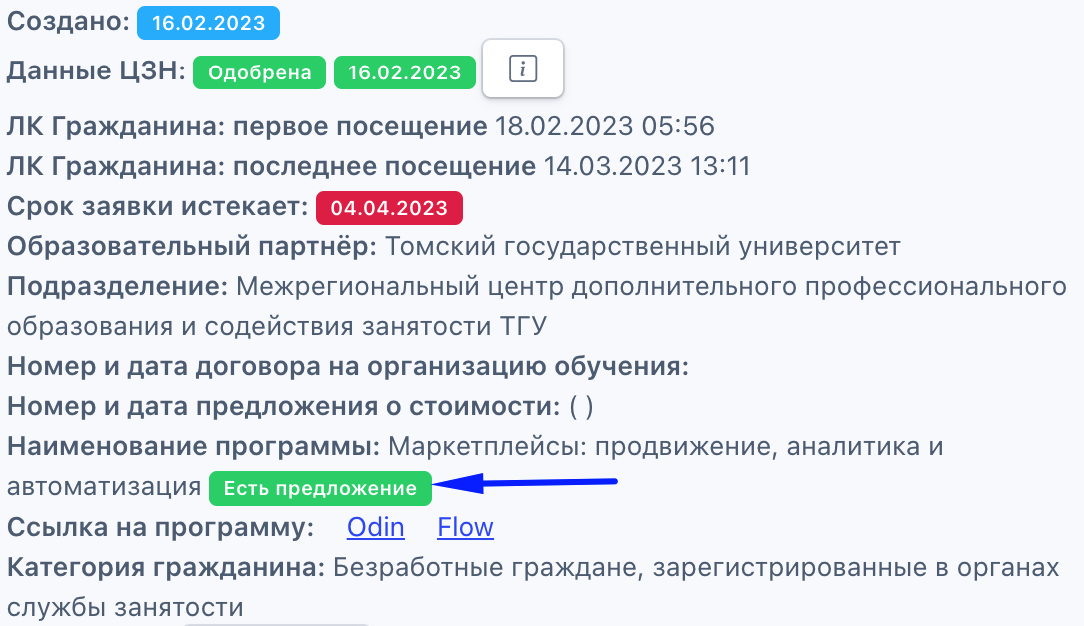 Создано: 16.02.2023
Данные ЦЗН: Одобрена 16.02.2023 i
ЛК Гражданина: первое посещение 18.02.2023 05:56
ЛК Гражданина: последнее посещение 14.03.2023 13:11
Срок заявки истекает: 04.04.2023
Образовательный партнёр: Томский государственный университет
Подразделение: Межрегиональный центр дополнительного профессионального
образования и содействия занятости ТГУ
Номер и дата договора на организацию обучения:
Номер и дата предложения о стоимости: ( )
Наименование программы: Маркетплейсы: продвижение, аналитика и
автоматизация Есть предложение
Ссылка на программу: Odin Flow
Категория гражданина: Безработные граждане, зарегистрированные в органах
службы занятости